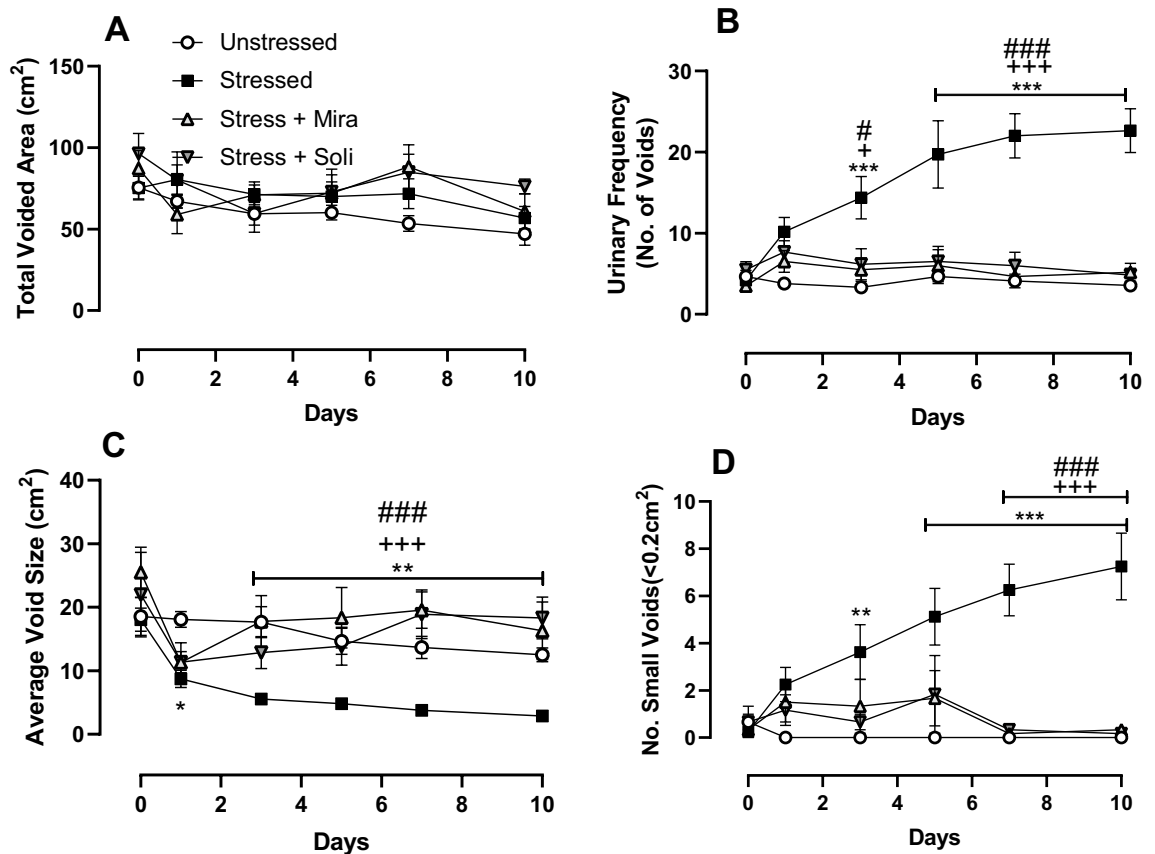 A
Unstressed
Stressed
Stress + Mira
Stress + Soli
Total Voided Area (cm²)
150
100
50
0
0 2 4 6 8 10
Days
B
###
+++
***
#
+
***
Urinary Frequency
(No. of Voids)
30
20
10
0
0 2 4 6 8 10
Days
C
###
+++
**
*
Average Void Size (cm²)
40
30
20
10
0
0 2 4 6 8 10
Days
D
###
+++
***
**
No. Small Voids(<0.2cm²)
10
8
6
4
2
0
0 2 4 6 8 10
Days